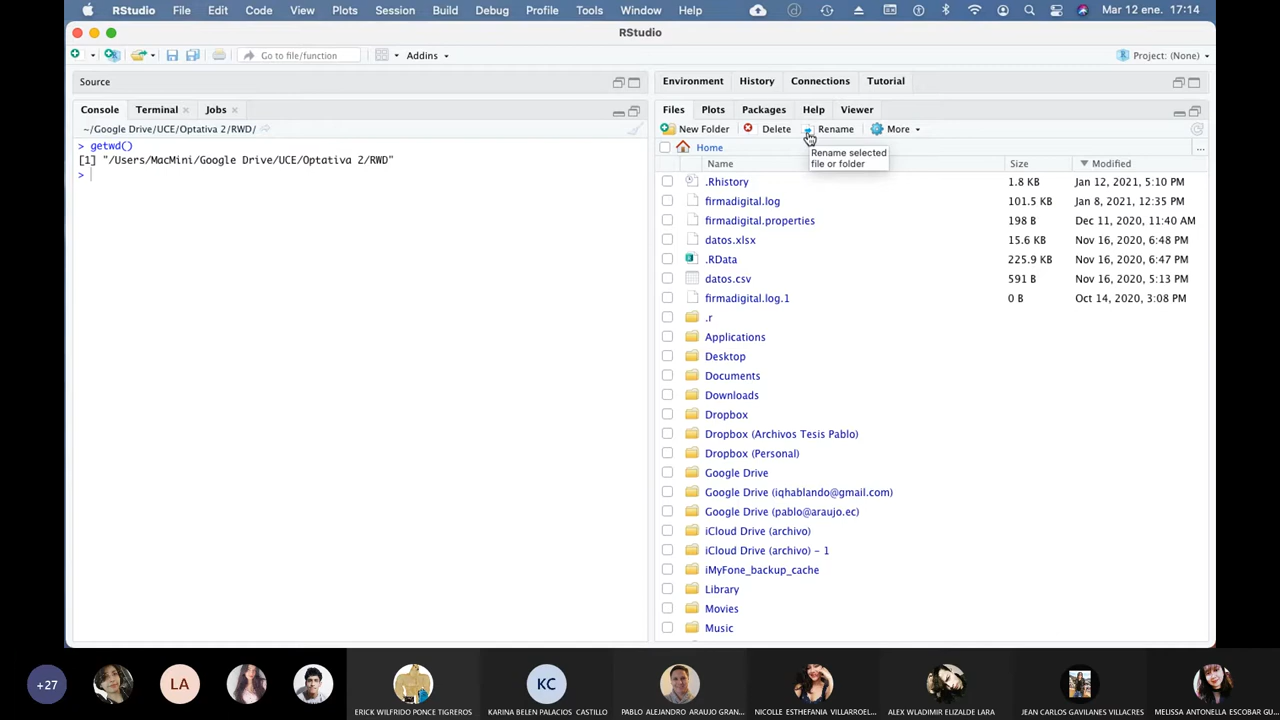 RStudio File Edit Code View Plots Session Build Debug Profile Tools Window Help Mar 12 ene. 17:14
RStudio
Go to file/function Addins Project: (None)
Source
Environment History Connections Tutorial
Console Terminal Jobs
Files Plots Packages Help Viewer
~/Google Drive/UCE/Optativa 2/RWD/
New Folder Delete Rename More
> getwd()
[1] "/Users/MacMini/Google Drive/UCE/Optativa 2/RWD"
>
Home ...
Rename selected
file or folder
Name Size Modified
.Rhistory 1.8 KB Jan 12, 2021, 5:10 PM
firmadigital.log 101.5 KB Jan 8, 2021, 12:35 PM
firmadigital.properties 198 B Dec 11, 2020, 11:40 AM
datos.xlsx 15.6 KB Nov 16, 2020, 6:48 PM
.RData 225.9 KB Nov 16, 2020, 6:47 PM
datos.csv 591 B Nov 16, 2020, 5:13 PM
firmadigital.log.1 0 B Oct 14, 2020, 3:08 PM
.r
Applications
Desktop
Documents
Downloads
Dropbox
Dropbox (Archivos Tesis Pablo)
Dropbox (Personal)
Google Drive
Google Drive (iqhablando@gmail.com)
Google Drive (pablo@araujo.ec)
iCloud Drive (archivo)
iCloud Drive (archivo) - 1
iMyFone_backup_cache
Library
Movies
Music
+27 LA KC
ERICK WILFRIDO PONCE TIGREROS KARINA BELEN PALACIOS CASTILLO PABLO ALEJANDRO ARAUJO GRAN... NICOLLE ESTHEFANIA VILLARROEL... ALEX WLADIMIR ELIZALDE LARA JEAN CARLOS GAVILANES VILLACRES MELISSA ANTONELLA ESCOBAR GU...